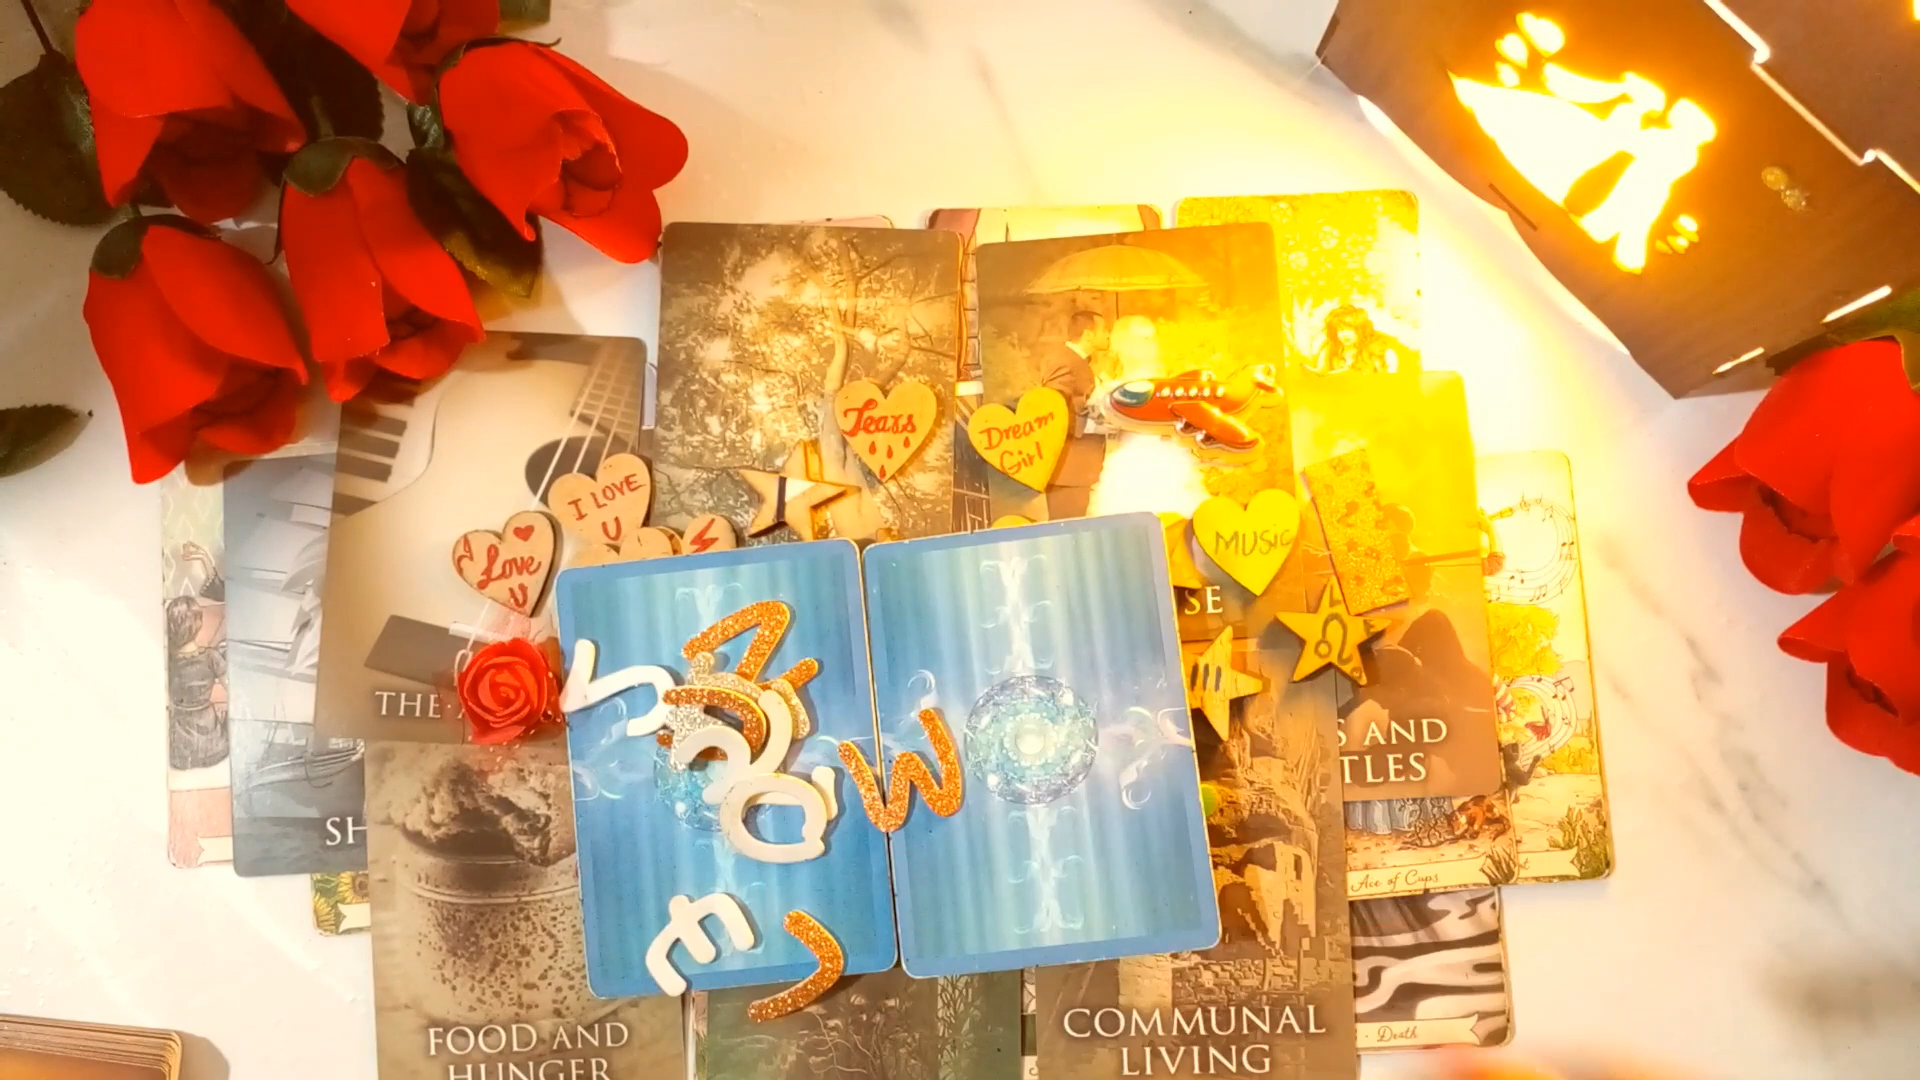 Tears
Dream
Girl
I LOVE
U
I
Love
U
MUSIC
SE
THE
S AND
TLES
SH
Ace of Cups
W
FOOD AND
HUNGER
COMMUNAL
LIVING
Death